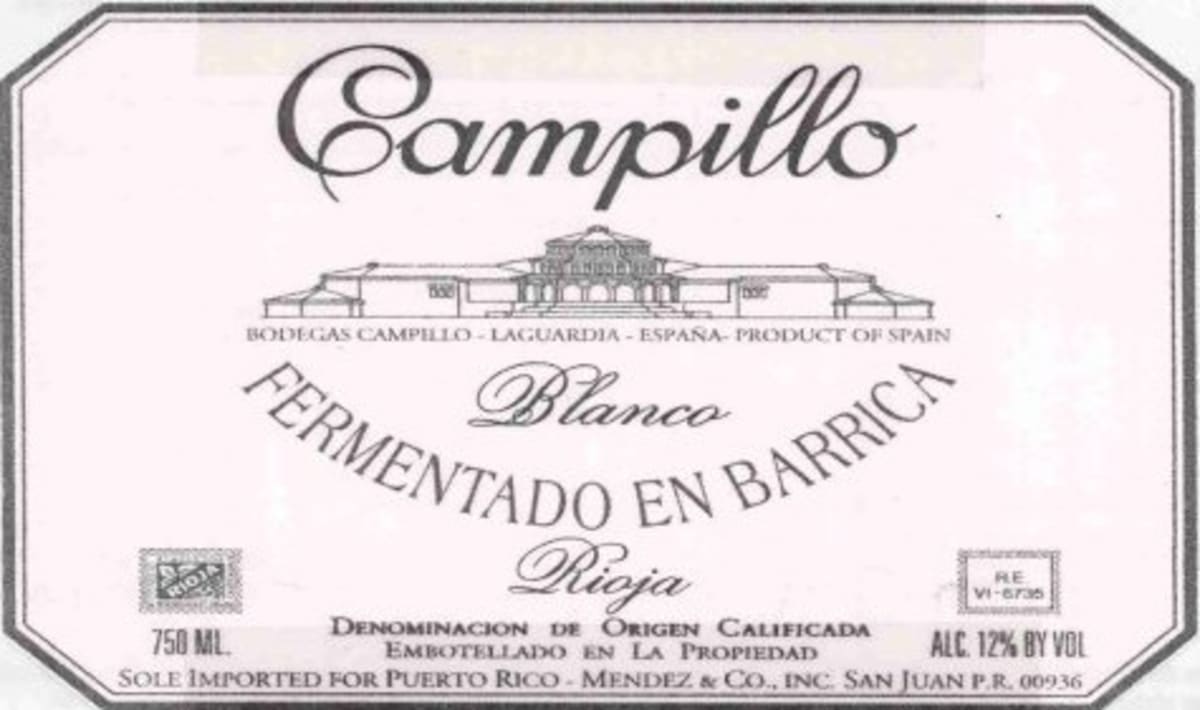 Campillo
BODEGAS CAMPILLO - LAGUARDIA - ESPAÑA- PRODUCT OF SPAIN
Blanco
FERMENTADO EN BARRICA
Rioja
RIOJA
R.E.
VI-6735
DENOMINACION DE ORIGEN CALIFICADA
750 ML.
EMBOTELLADO EN LA PROPIEDAD
ALC. 12% BY VOL
SOLE IMPORTED FOR PUERTO RICO - MENDEZ & CO., INC. SAN JUAN P.R. 00936